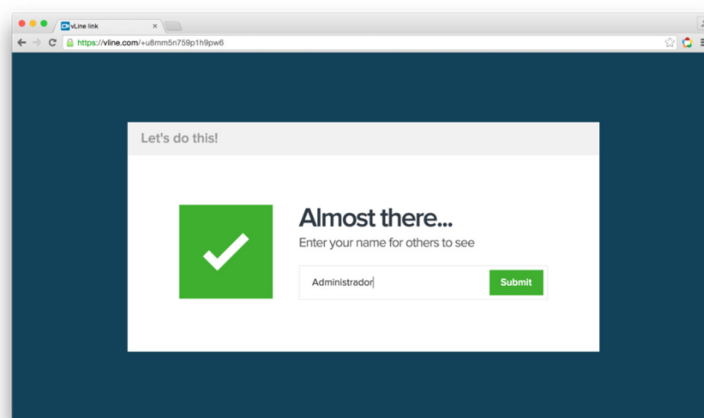 vLine link
https://vline.com/+u8mm5n759p1h9pw6
Let's do this!
Almost there...
Enter your name for others to see
Administrador
Submit